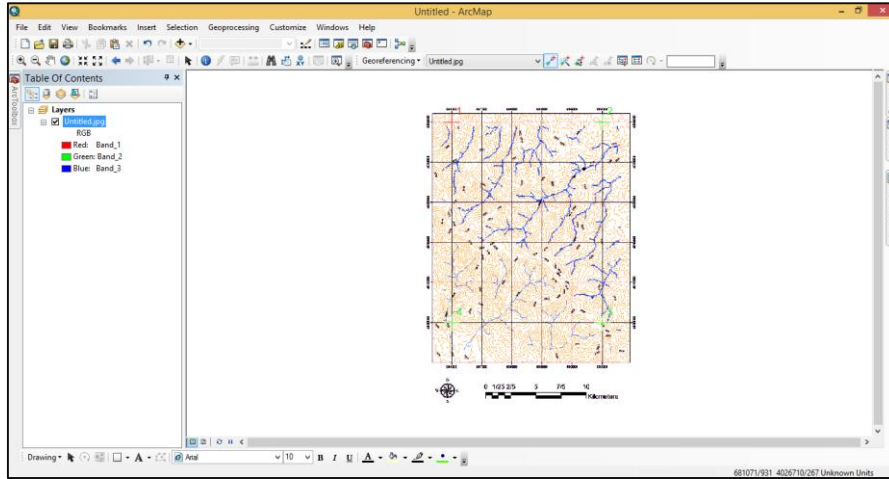 Untitled - ArcMap
File Edit View Bookmarks Insert Selection Geoprocessing Customize Windows Help
Georeferencing Untitled.jpg
Table Of Contents
ArcToolbox
Layers
Untitled.jpg
RGB
Red: Band_1
Green: Band_2
Blue: Band_3
0 1/25 2/5 5 7/5 10
Kilometers
Drawing Arial 10 B I U A
681071/931 4026710/267 Unknown Units